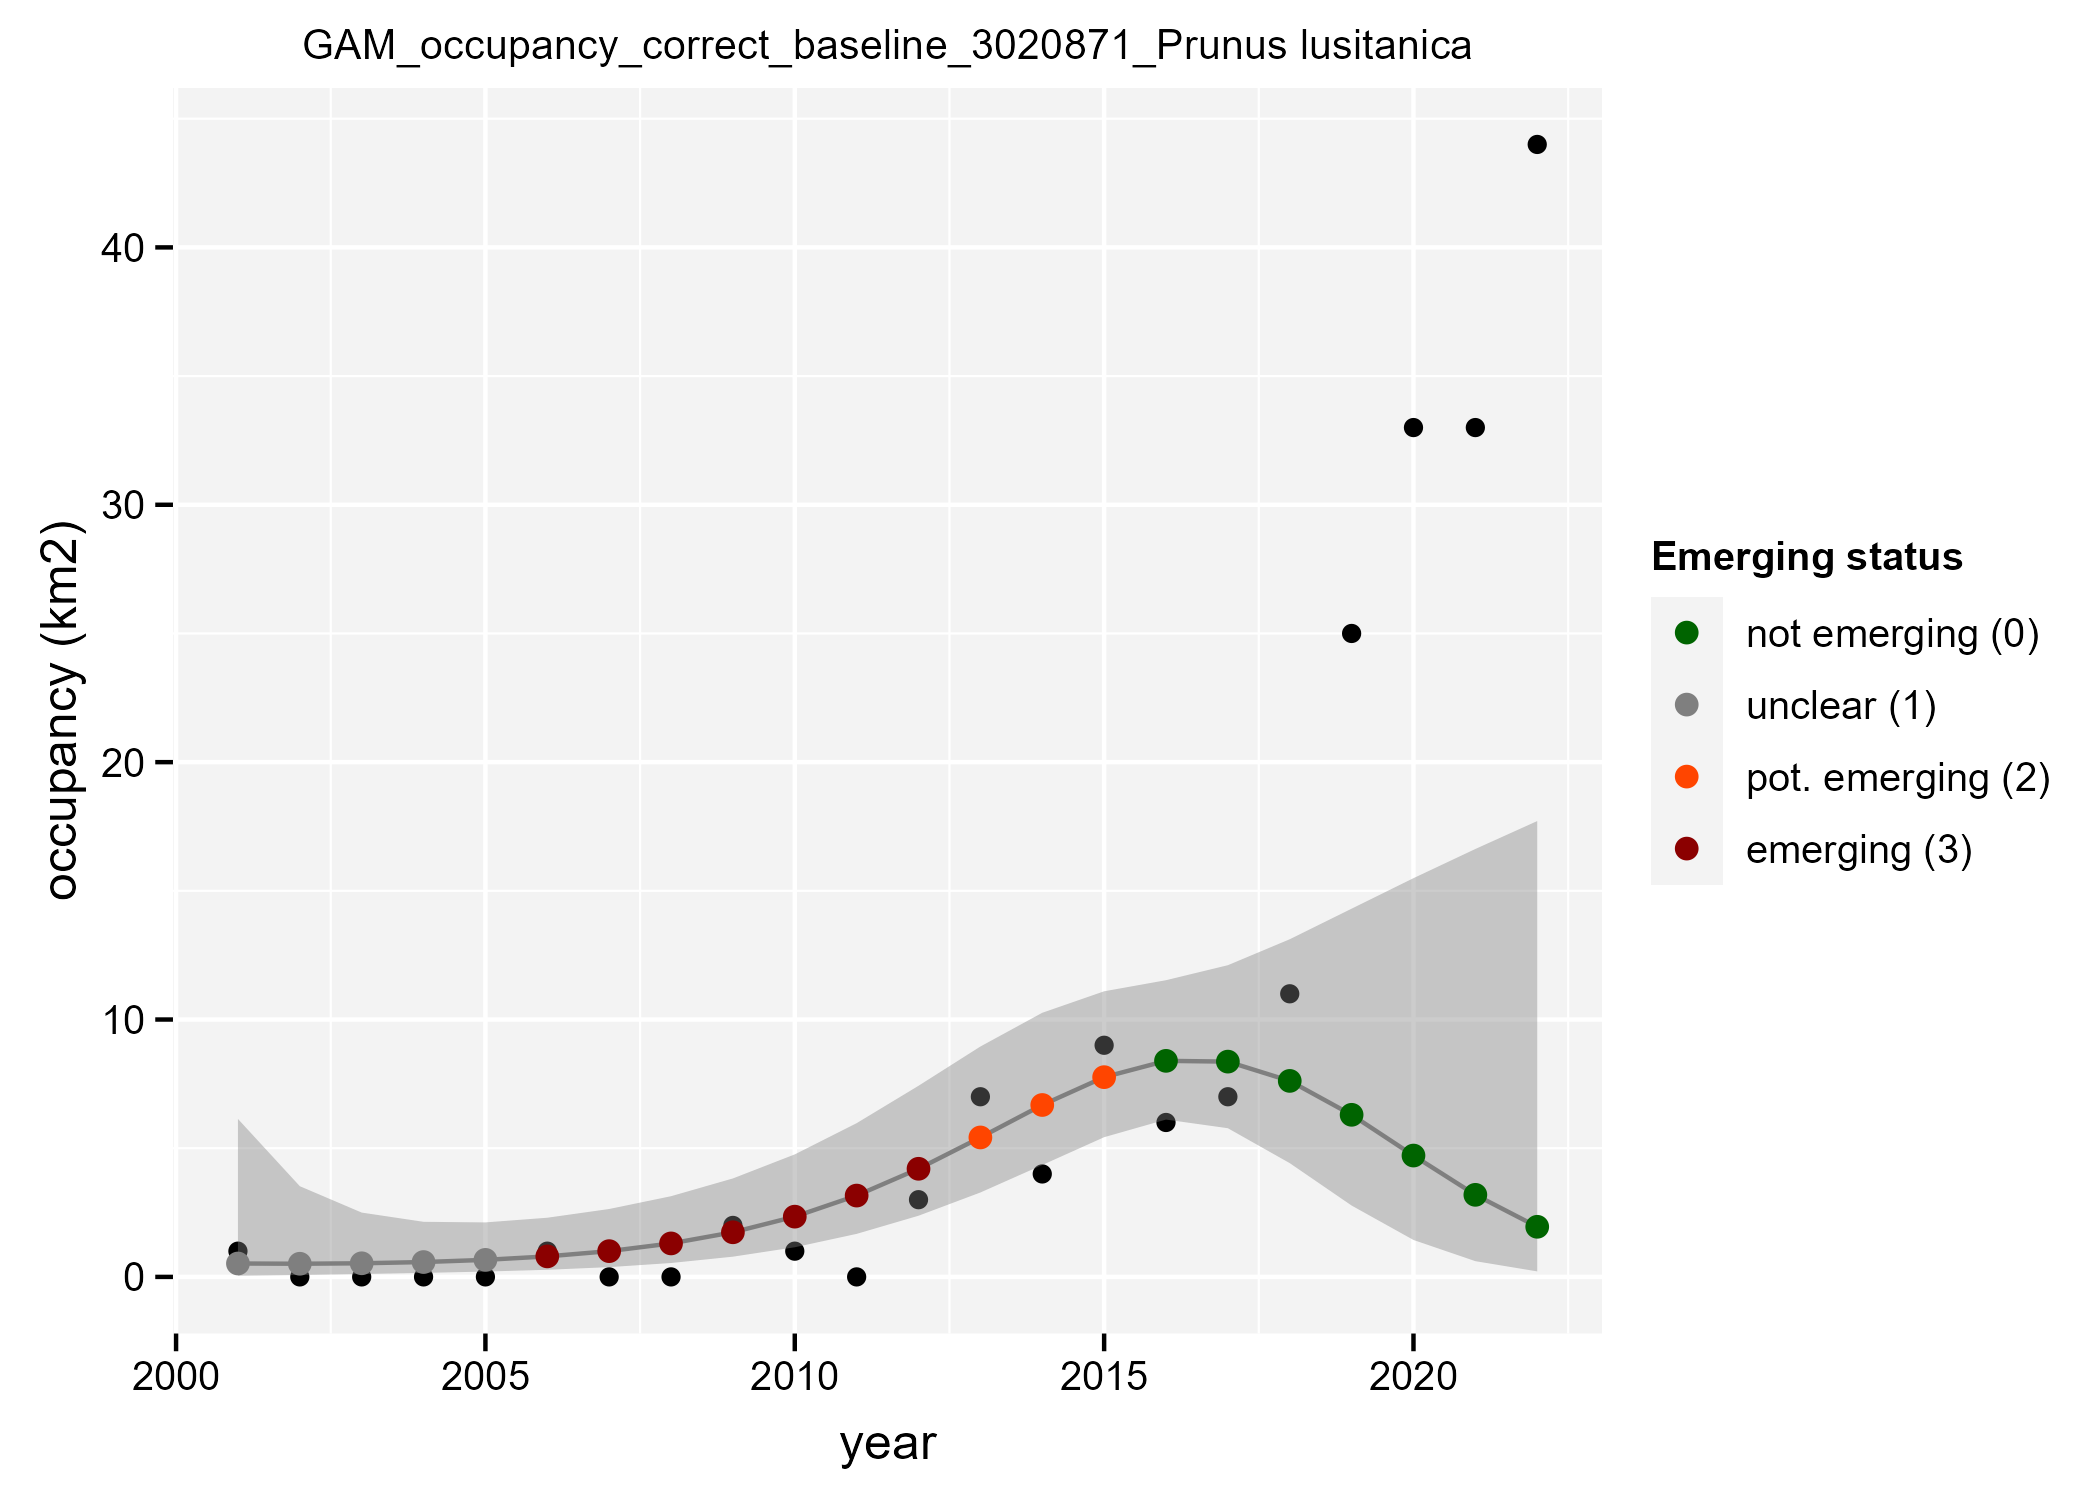 GAM_occupancy_correct_baseline_3020871_Prunus lusitanica
occupancy (km2)
40
30
20
10
0
2000 2005 2010 2015 2020
year
Emerging status
not emerging (0)
unclear (1)
pot. emerging (2)
emerging (3)